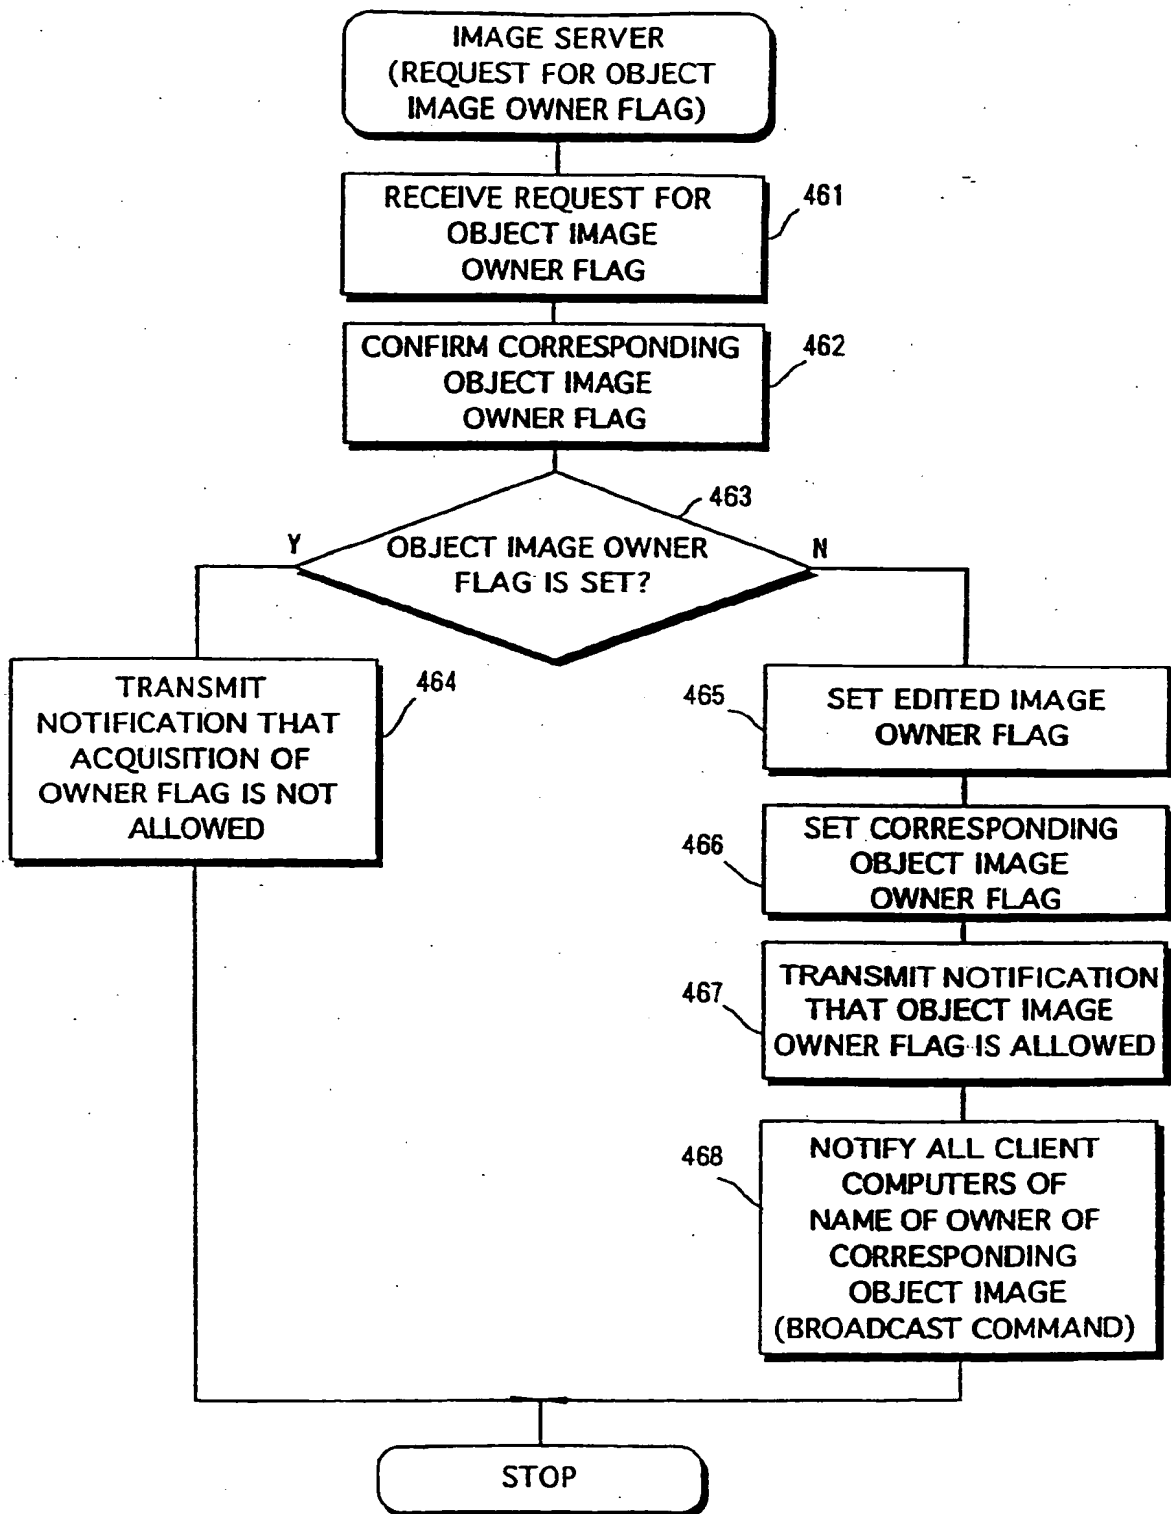 IMAGE SERVER
(REQUEST FOR OBJECT
IMAGE OWNER FLAG)
RECEIVE REQUEST FOR
OBJECT IMAGE
OWNER FLAG
461
CONFIRM CORRESPONDING
OBJECT IMAGE
OWNER FLAG
462
463
Y
OBJECT IMAGE OWNER
FLAG IS SET?
N
TRANSMIT
NOTIFICATION THAT
ACQUISITION OF
OWNER FLAG IS NOT
ALLOWED
464
465
SET EDITED IMAGE
OWNER FLAG
466
SET CORRESPONDING
OBJECT IMAGE
OWNER FLAG
467
TRANSMIT NOTIFICATION
THAT OBJECT IMAGE
OWNER FLAG IS ALLOWED
468
NOTIFY ALL CLIENT
COMPUTERS OF
NAME OF OWNER OF
CORRESPONDING
OBJECT IMAGE
(BROADCAST COMMAND)
STOP